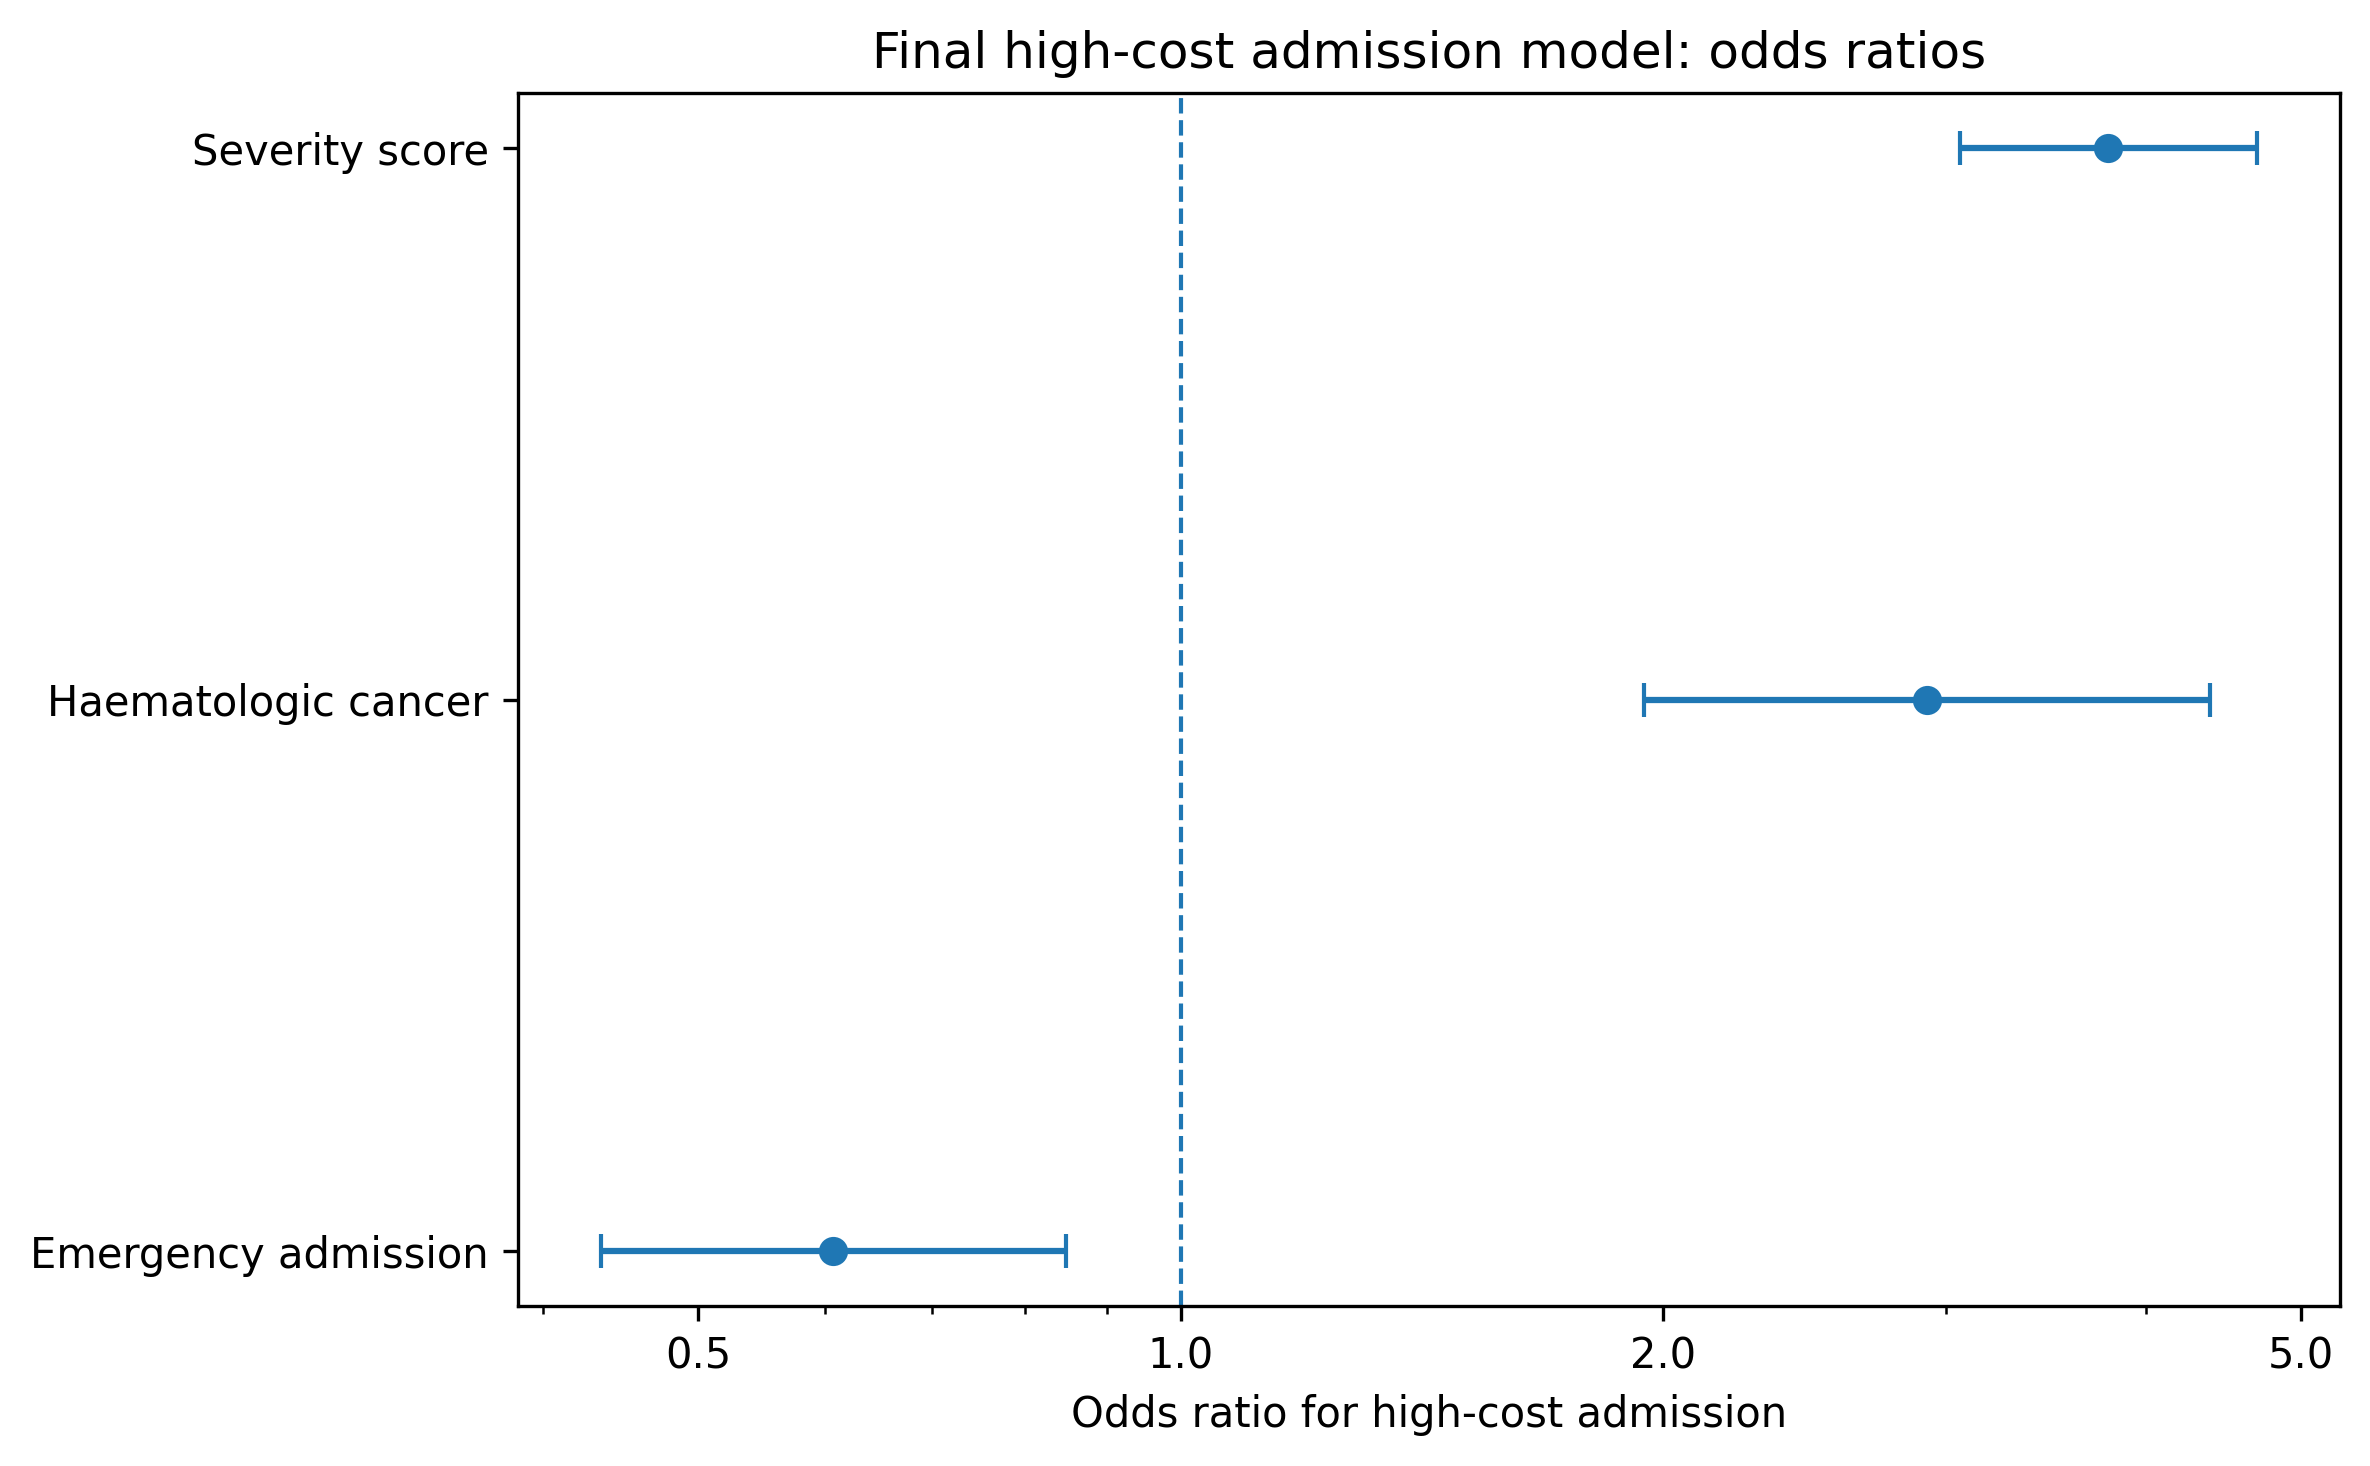 Final high-cost admission model: odds ratios
Severity score
Haematologic cancer
Emergency admission
0.5 1.0 2.0 5.0
Odds ratio for high-cost admission